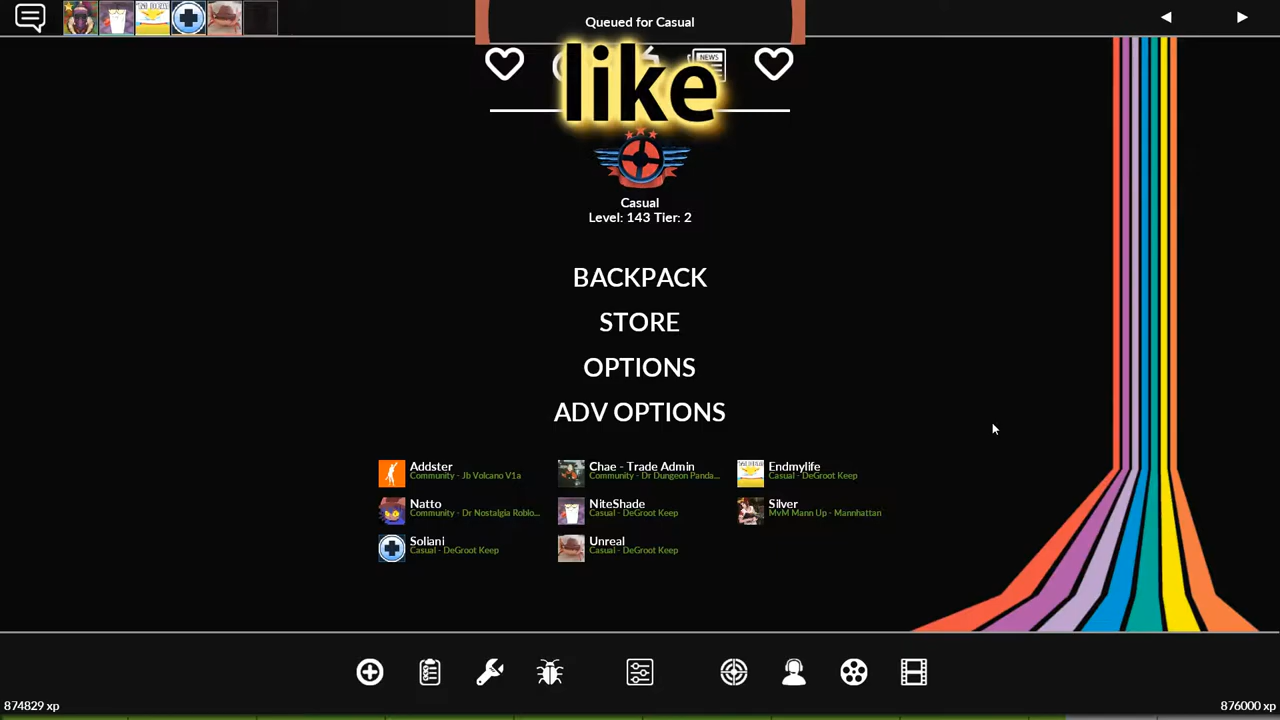 Queued for Casual
NEWS
like
Casual
Level: 143 Tier: 2
BACKPACK
STORE
OPTIONS
ADV OPTIONS
Addster
Community - Jb Volcano V1a
Chae - Trade Admin
Community - Dr Dungeon Panda...
Endmylife
Casual - DeGroot Keep
Natto
Community - Dr Nostalgia Roblo...
NiteShade
Casual - DeGroot Keep
Silver
MvM Mann Up - Mannhattan
Soliani
Casual - DeGroot Keep
Unreal
Casual - DeGroot Keep
874829 xp
876000 xp